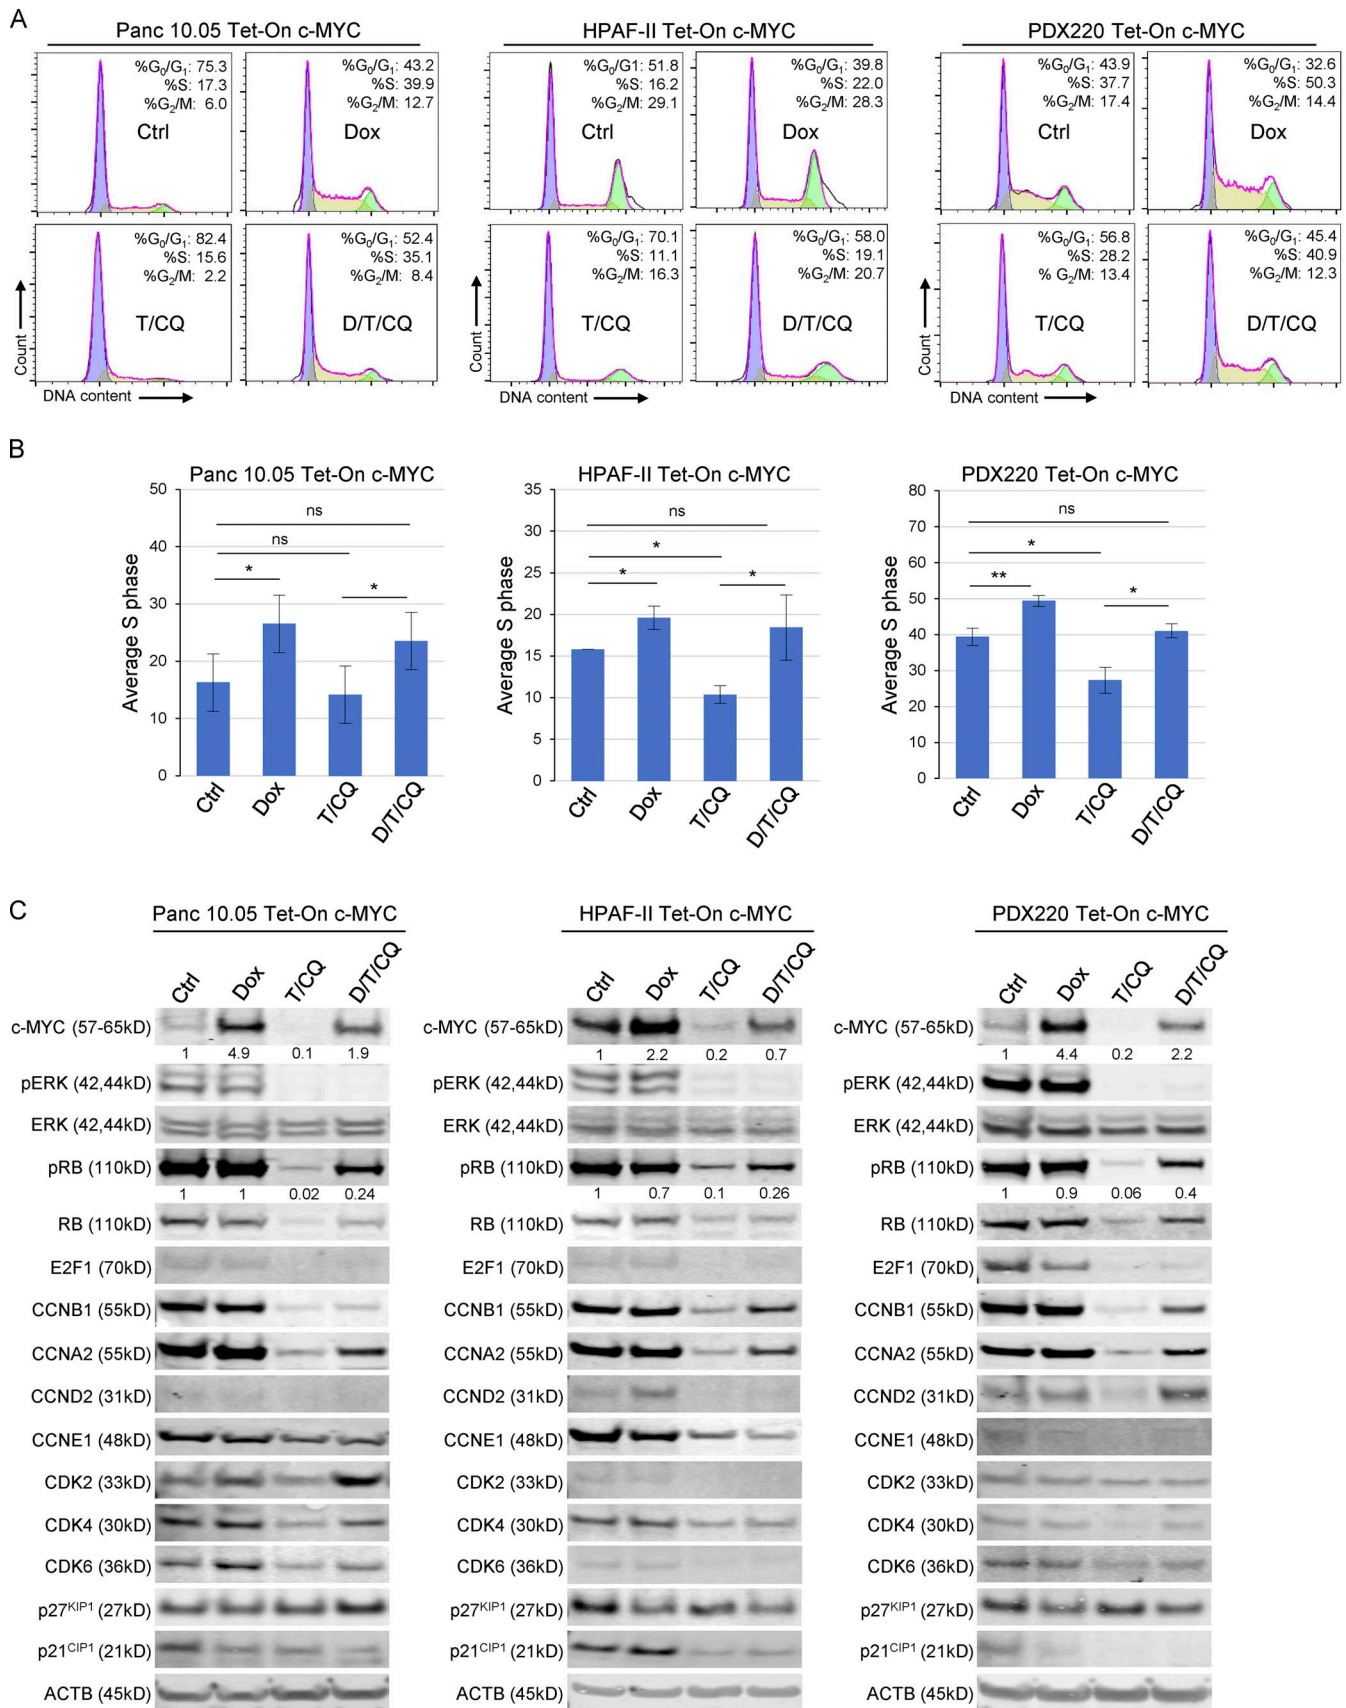 A
Panc 10.05 Tet-On c-MYC
HPAF-II Tet-On c-MYC
PDX220 Tet-On c-MYC
%G0/G1: 75.3
%S: 17.3
%G2/M: 6.0
Ctrl
%G0/G1: 43.2
%S: 39.9
%G2/M: 12.7
Dox
%G0/G1: 51.8
%S: 16.2
%G2/M: 29.1
Ctrl
%G0/G1: 39.8
%S: 22.0
%G2/M: 28.3
Dox
%G0/G1: 43.9
%S: 37.7
%G2/M: 17.4
Ctrl
%G0/G1: 32.6
%S: 50.3
%G2/M: 14.4
Dox
%G0/G1: 82.4
%S: 15.6
%G2/M: 2.2
T/CQ
%G0/G1: 52.4
%S: 35.1
%G2/M: 8.4
D/T/CQ
%G0/G1: 70.1
%S: 11.1
%G2/M: 16.3
T/CQ
%G0/G1: 58.0
%S: 19.1
%G2/M: 20.7
D/T/CQ
%G0/G1: 56.8
%S: 28.2
% G2/M: 13.4
T/CQ
%G0/G1: 45.4
%S: 40.9
%G2/M: 12.3
D/T/CQ
Count
DNA content
Count
DNA content
Count
DNA content
B
Panc 10.05 Tet-On c-MYC
Average S phase
50
40
30
20
10
0
ns
ns
*
*
Ctrl
Dox
T/CQ
D/T/CQ
HPAF-II Tet-On c-MYC
Average S phase
35
30
25
20
15
10
5
0
ns
*
*
*
Ctrl
Dox
T/CQ
D/T/CQ
PDX220 Tet-On c-MYC
Average S phase
80
70
60
50
40
30
20
10
0
ns
*
**
*
Ctrl
Dox
T/CQ
D/T/CQ
C
Panc 10.05 Tet-On c-MYC
Ctrl Dox T/CQ D/T/CQ
c-MYC (57-65kD)
1 4.9 0.1 1.9
pERK (42,44kD)
ERK (42,44kD)
pRB (110kD)
1 1 0.02 0.24
RB (110kD)
E2F1 (70kD)
CCNB1 (55kD)
CCNA2 (55kD)
CCND2 (31kD)
CCNE1 (48kD)
CDK2 (33kD)
CDK4 (30kD)
CDK6 (36kD)
p27KIP1 (27kD)
p21CIP1 (21kD)
ACTB (45kD)
HPAF-II Tet-On c-MYC
Ctrl Dox T/CQ D/T/CQ
c-MYC (57-65kD)
1 2.2 0.2 0.7
pERK (42,44kD)
ERK (42,44kD)
pRB (110kD)
1 0.7 0.1 0.26
RB (110kD)
E2F1 (70kD)
CCNB1 (55kD)
CCNA2 (55kD)
CCND2 (31kD)
CCNE1 (48kD)
CDK2 (33kD)
CDK4 (30kD)
CDK6 (36kD)
p27KIP1 (27kD)
p21CIP1 (21kD)
ACTB (45kD)
PDX220 Tet-On c-MYC
Ctrl Dox T/CQ D/T/CQ
c-MYC (57-65kD)
1 4.4 0.2 2.2
pERK (42,44kD)
ERK (42,44kD)
pRB (110kD)
1 0.9 0.06 0.4
RB (110kD)
E2F1 (70kD)
CCNB1 (55kD)
CCNA2 (55kD)
CCND2 (31kD)
CCNE1 (48kD)
CDK2 (33kD)
CDK4 (30kD)
CDK6 (36kD)
p27KIP1 (27kD)
p21CIP1 (21kD)
ACTB (45kD)